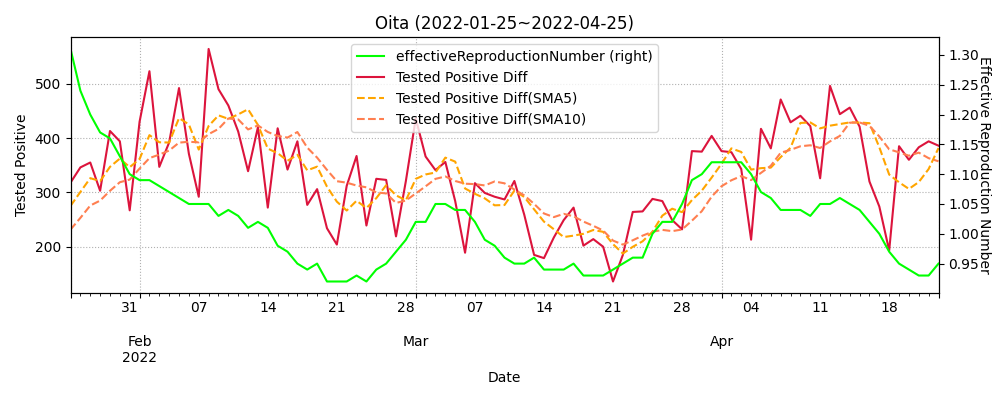 Oita (2022-01-25~2022-04-25)
effectiveReproductionNumber (right)
Tested Positive Diff
Tested Positive Diff(SMA5)
Tested Positive Diff(SMA10)
Tested Positive
500
400
300
200
1.30
1.25
1.20
1.15
1.10
1.05
1.00
0.95
Effective Reproduction Number
31 07 14 21 28 07 14 21 28 04 11 18
Feb Mar Apr
2022
Date